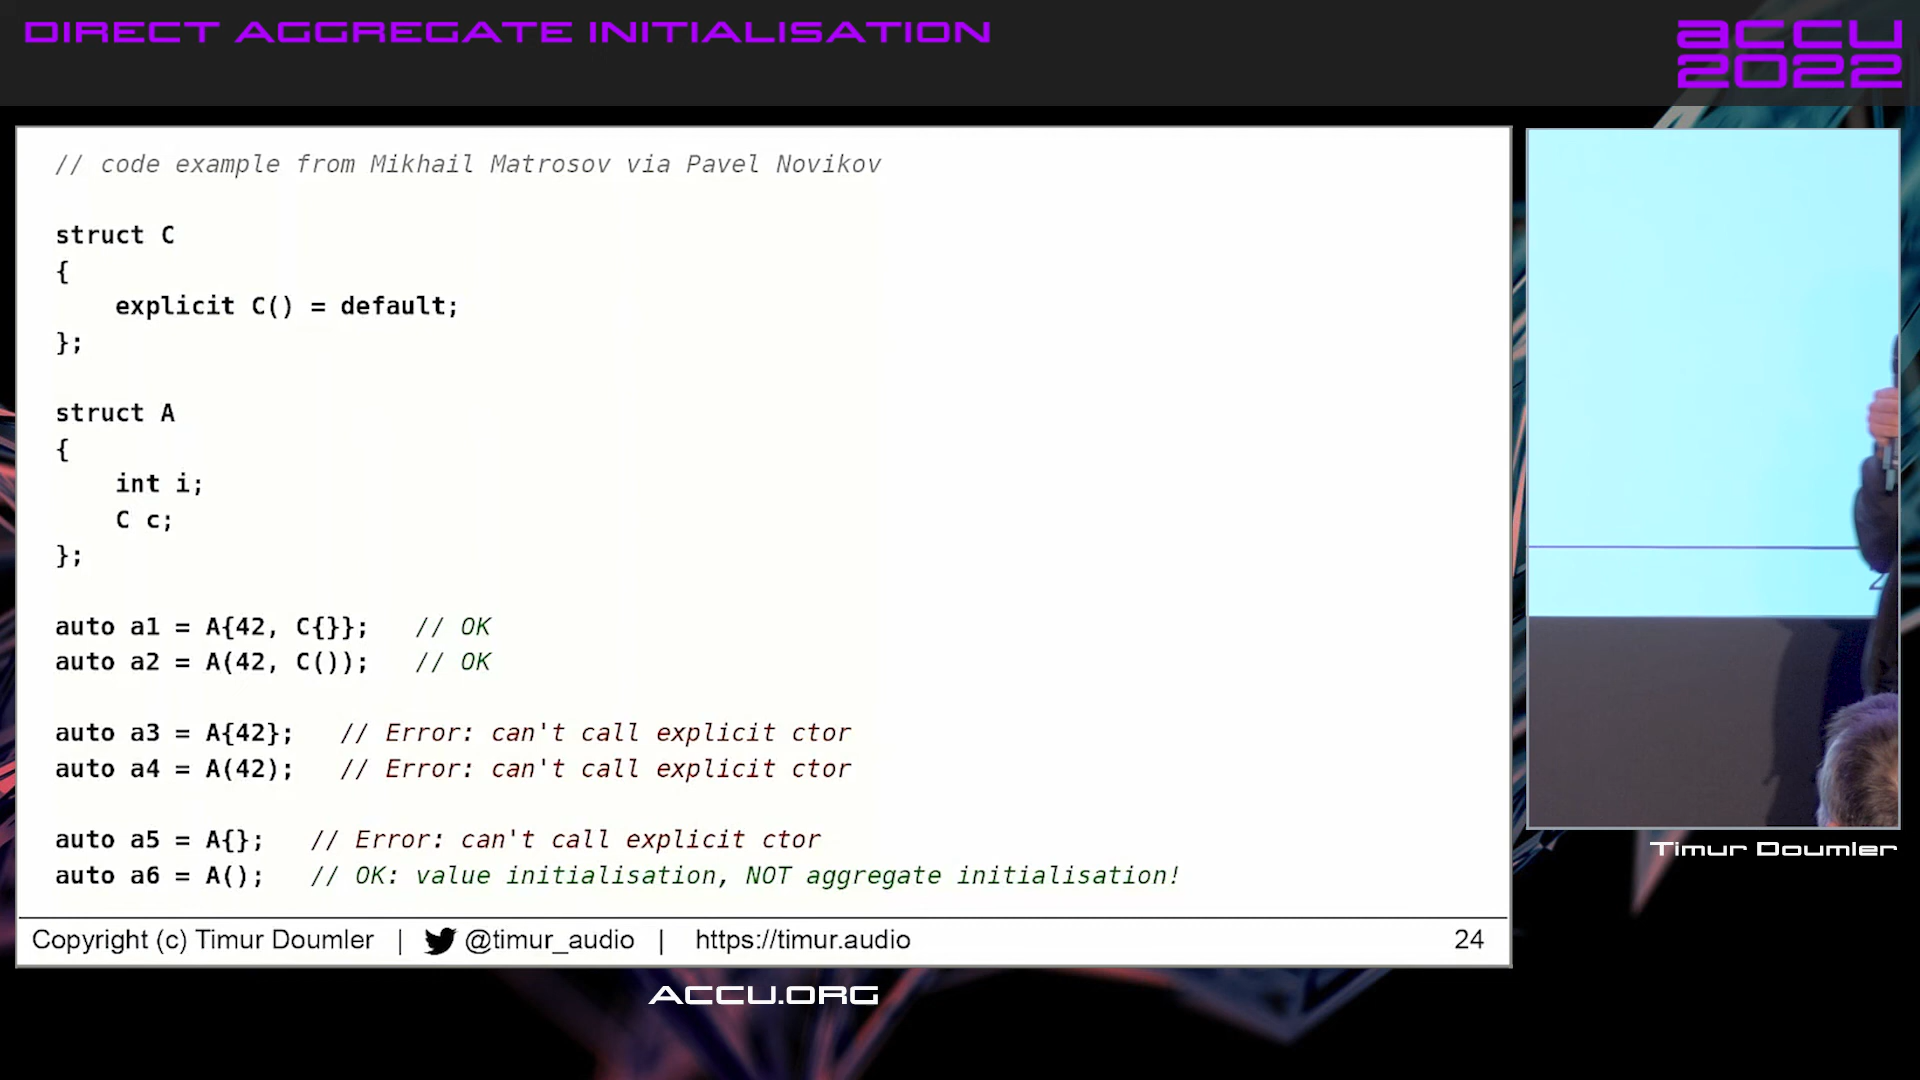 DIRECT AGGREGATE INITIALISATION
accu
2022
// code example from Mikhail Matrosov via Pavel Novikov
struct C
{
    explicit C() = default;
};
struct A
{
    int i;
    C c;
};
auto a1 = A{42, C{}};   // OK
auto a2 = A(42, C());   // OK
auto a3 = A{42};   // Error: can't call explicit ctor
auto a4 = A(42);   // Error: can't call explicit ctor
auto a5 = A{};   // Error: can't call explicit ctor
auto a6 = A();   // OK: value initialisation, NOT aggregate initialisation!
Copyright (c) Timur Doumler | @timur_audio | https://timur.audio 24
Timur Doumler
ACCU.ORG